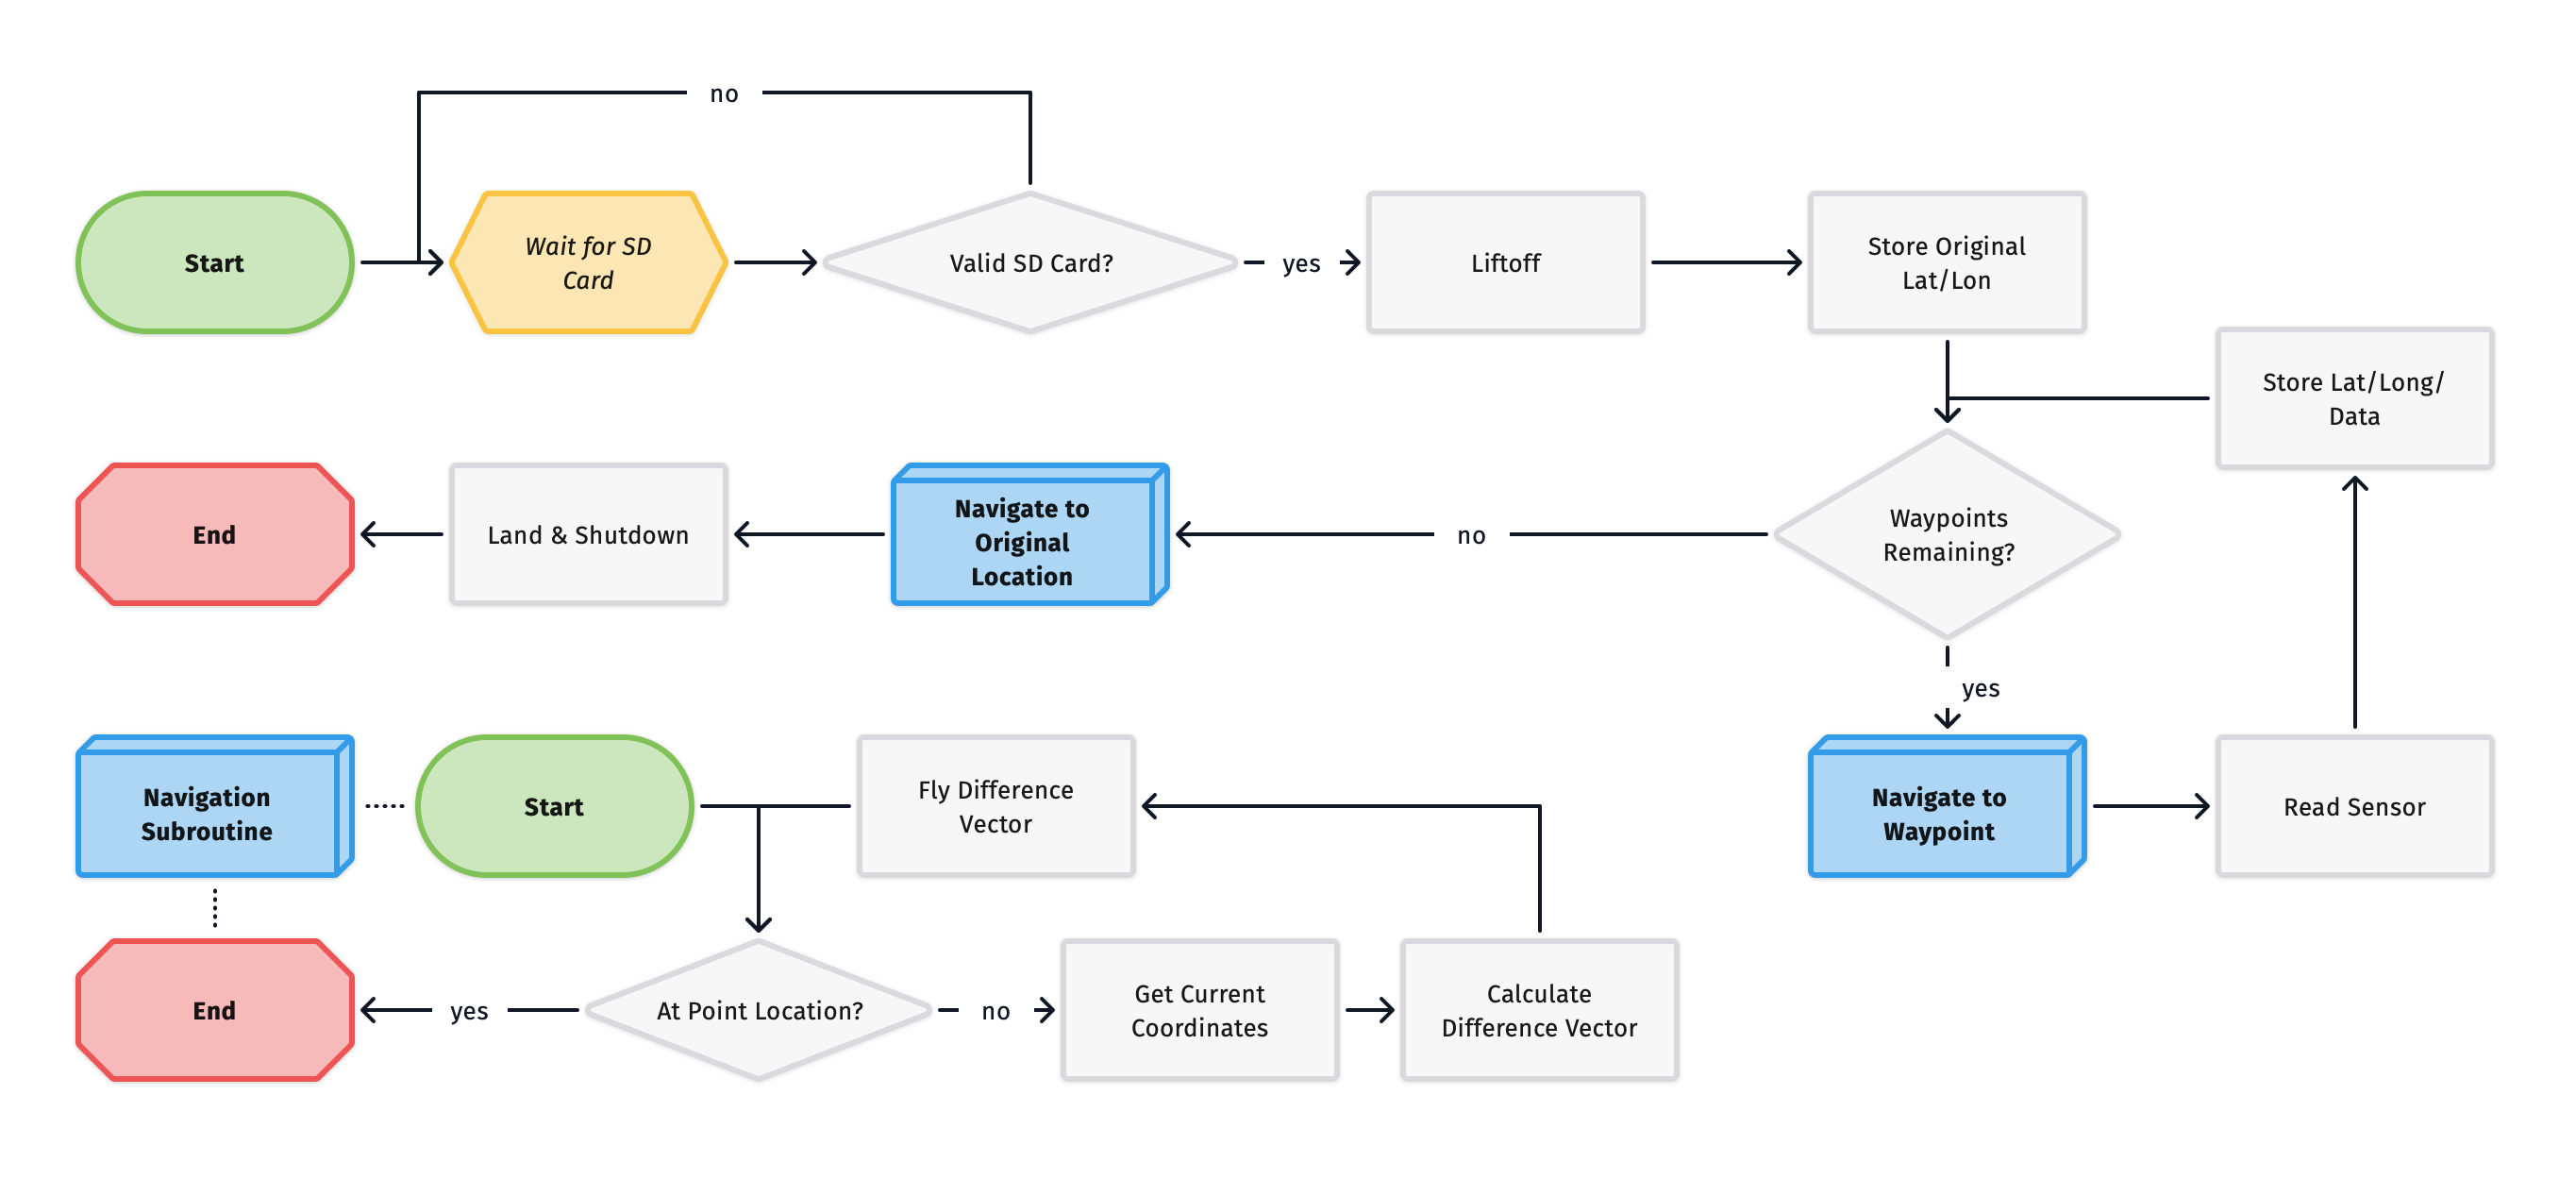 no
Start
Wait for SD
Card
Valid SD Card?
yes
Liftoff
Store Original
Lat/Lon
Store Lat/Long/
Data
End
Land & Shutdown
Navigate to
Original
Location
no
Waypoints
Remaining?
yes
Navigation
Subroutine
Start
Fly Difference
Vector
Navigate to
Waypoint
Read Sensor
End
yes
At Point Location?
no
Get Current
Coordinates
Calculate
Difference Vector